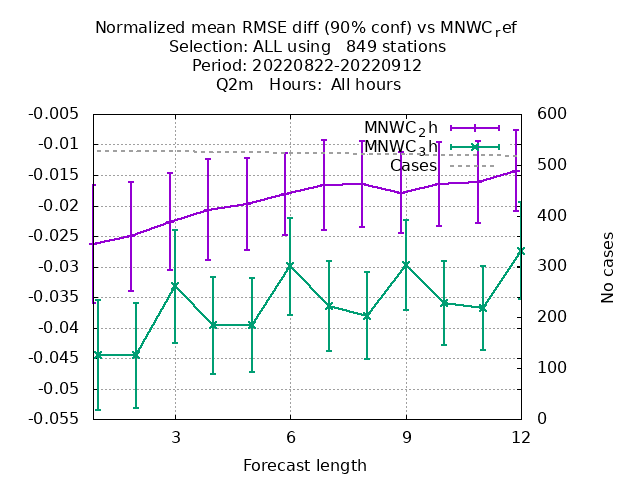 Normalized mean RMSE diff (90% conf) vs MNWC_ref
Selection: ALL using   849 stations
Period: 20220822-20220912
Q2m   Hours:  All hours
-0.005
-0.01
-0.015
-0.02
-0.025
-0.03
-0.035
-0.04
-0.045
-0.05
-0.055
600
500
400
300
200
100
0
MNWC_2h
MNWC_3h
Cases
No cases
3 6 9 12
Forecast length